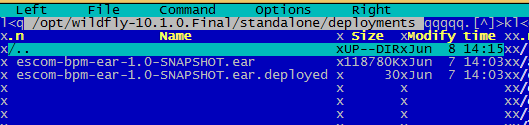 Left File Command Options Right
l<q /opt/wildfly-10.1.0.Final/standalone/deployments qqqqq.[^]>kl<
x.n Name x Size xModify time x.n
x/.. xUP--DIRxJun 8 14:15x/
x escom-bpm-ear-1.0-SNAPSHOT.ear x118780KxJun 7 14:03x
x escom-bpm-ear-1.0-SNAPSHOT.ear.deployed x 30xJun 7 14:03x
x x x x
x x x x